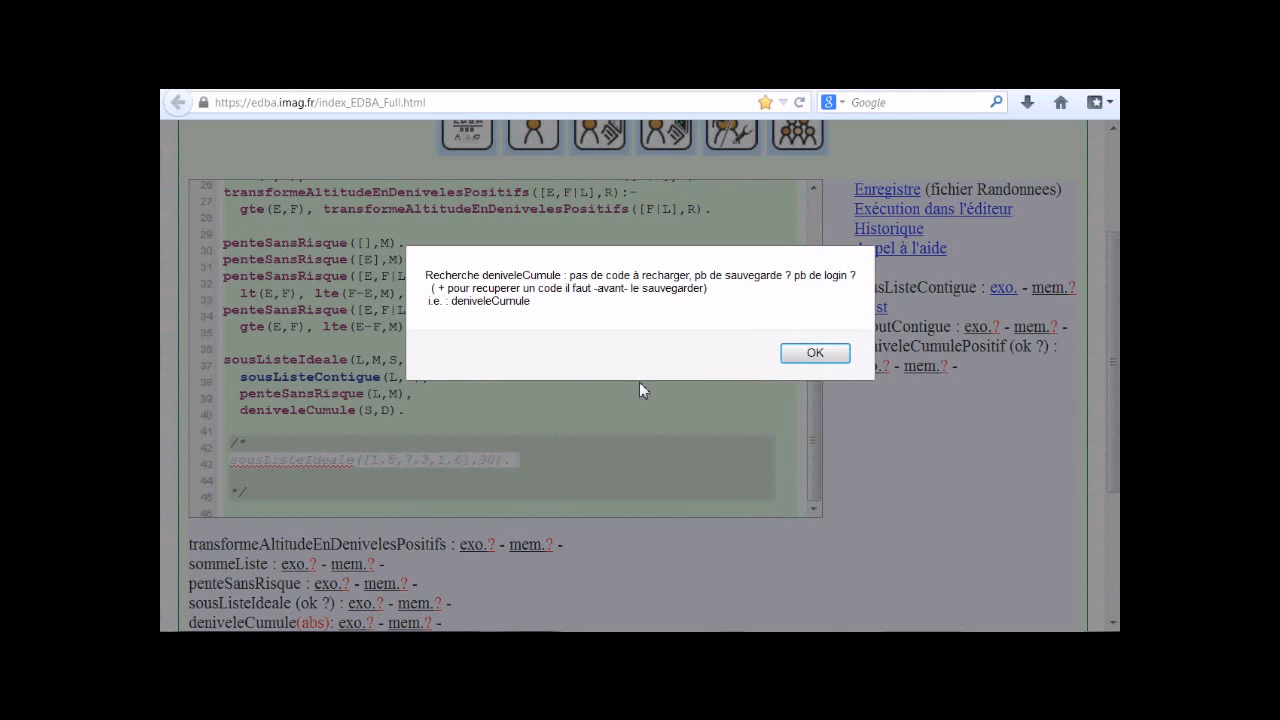 https://edba.imag.fr/index_EDBA_Full.html
Google
EDBA
26
27 transformeAltitudeEnDenivelesPositifs([E,F|L],R):-
28 gte(E,F), transformeAltitudeEnDenivelesPositifs([F|L],R).
29
30 penteSansRisque([],M).
31 penteSansRisque([E],M)
32 penteSansRisque([E,F|L
33 lt(E,F), lte(F-E,M),
34 penteSansRisque([E,F|L
35 gte(E,F), lte(E-F,M)
36
37 sousListeIdeale(L,M,S,
38 sousListeContigue(L,
39 penteSansRisque(L,M),
40 deniveleCumule(S,D).
41
42 /*
43 sousListeIdeale([1,5,7,3,1,6],30).
44
45 */
46
Enregistre (fichier Randonnees)
Exécution dans l'éditeur
Historique
ppel à l'aide
usListeContigue : exo. - mem.?
st
outContigue : exo.? - mem.? -
niveleCumulePositif (ok ?) :
.? - mem.? -
Recherche deniveleCumule : pas de code à recharger, pb de sauvegarde ? pb de login ?
( + pour recuperer un code il faut -avant- le sauvegarder)
i.e. : deniveleCumule
OK
transformeAltitudeEnDenivelesPositifs : exo.? - mem.? -
sommeListe : exo.? - mem.? -
penteSansRisque : exo.? - mem.? -
sousListeIdeale (ok ?) : exo.? - mem.? -
deniveleCumule(abs): exo.? - mem.? -